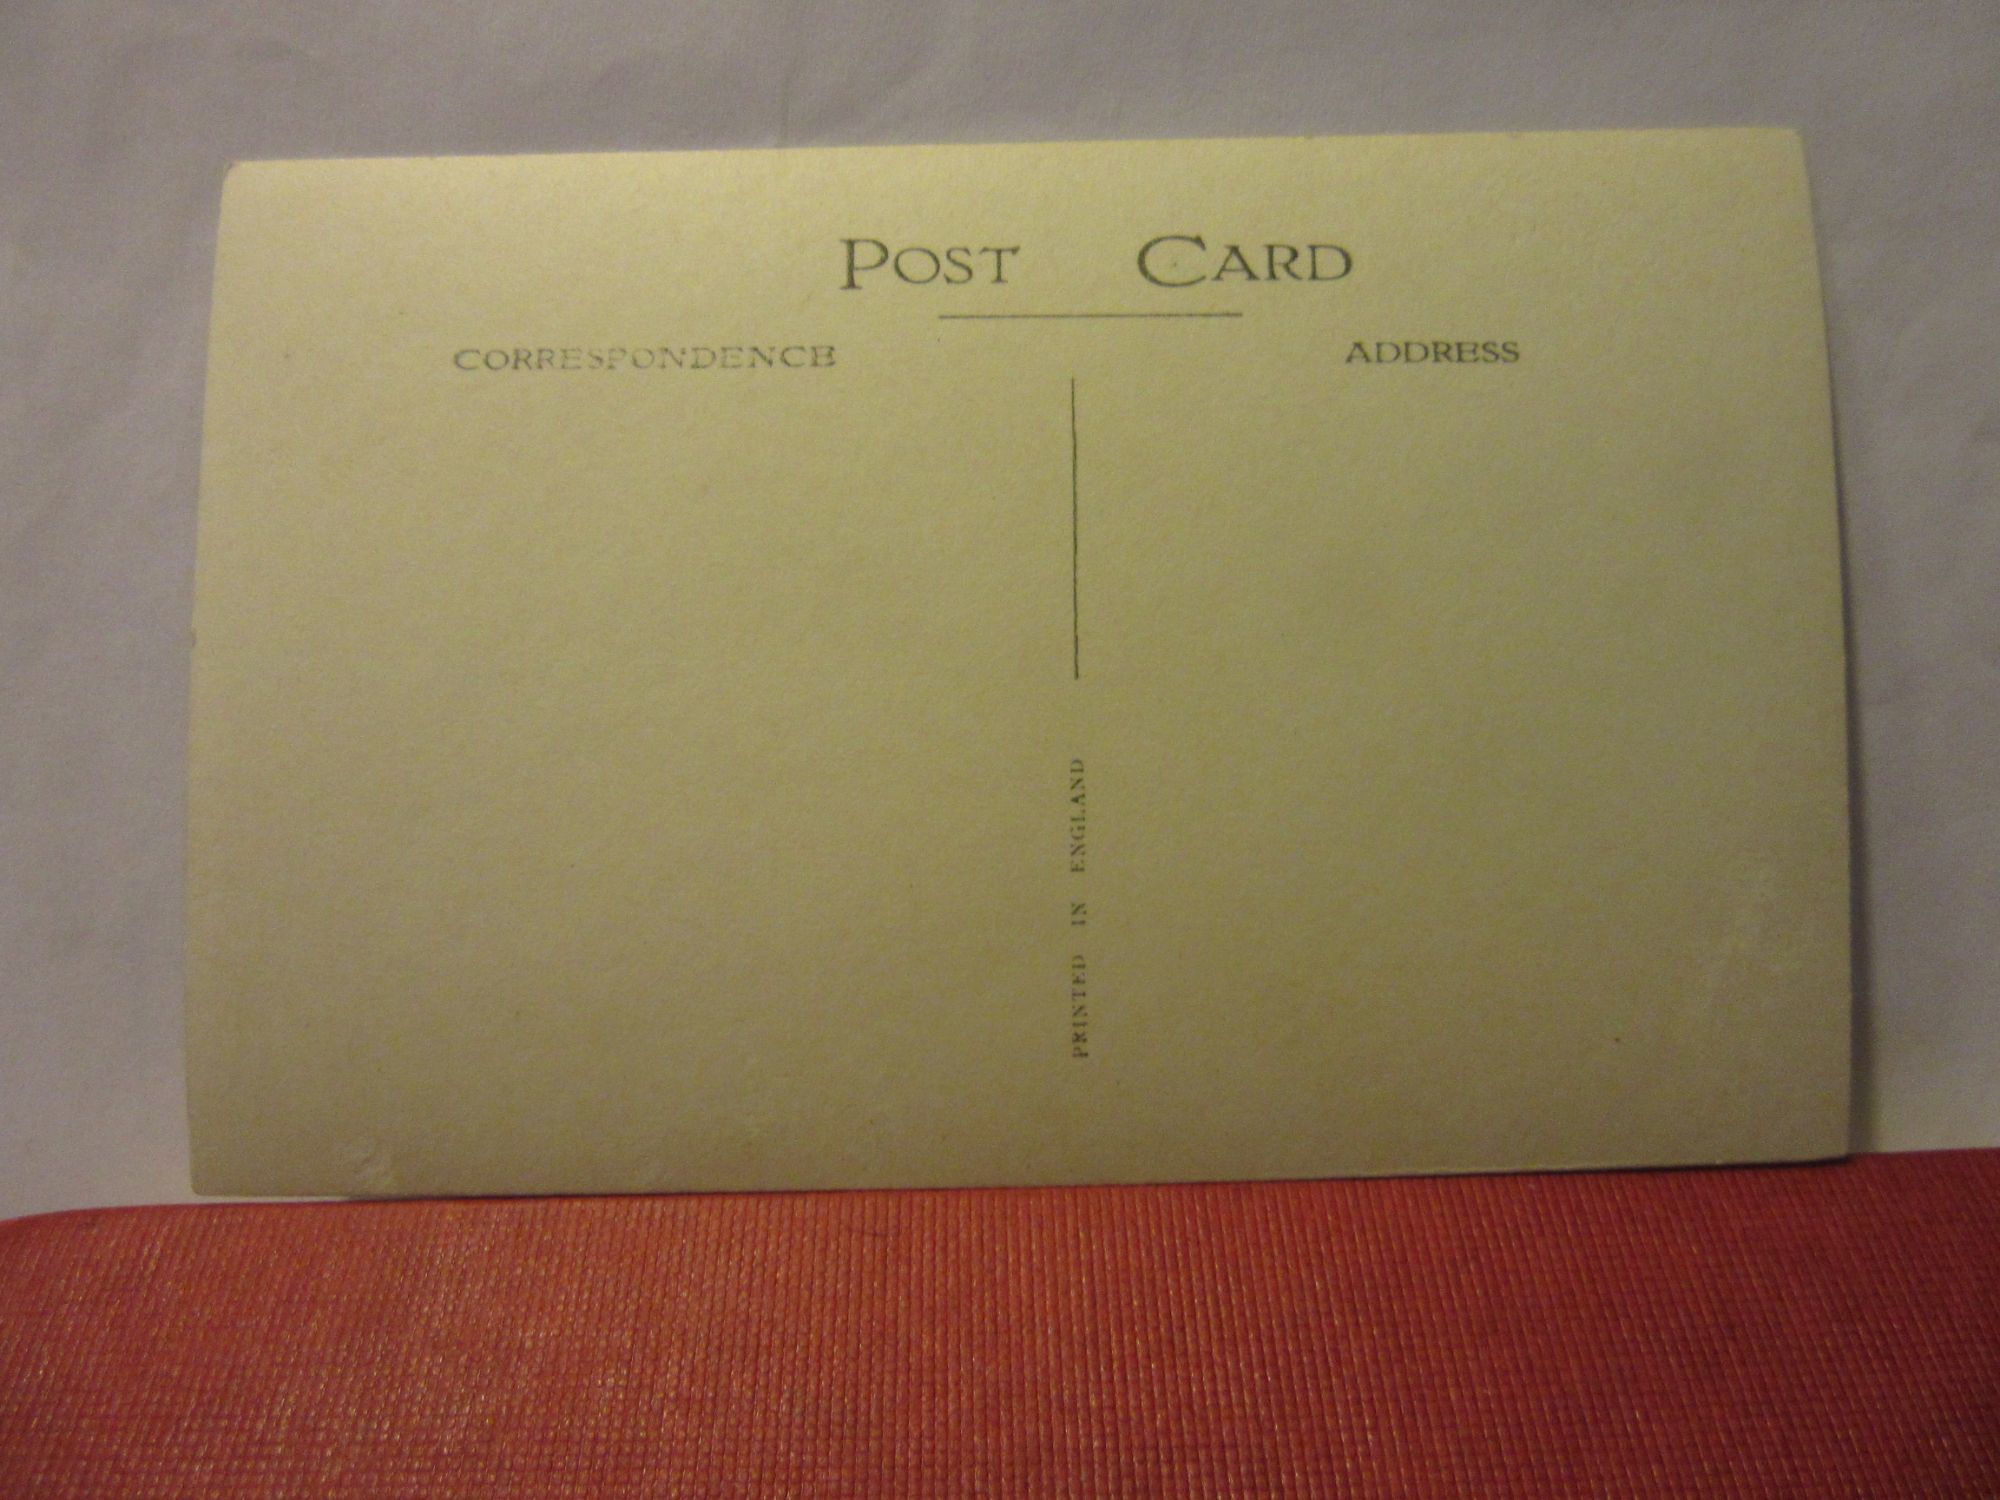 POST CARD
CORRESPONDENCE
ADDRESS
PRINTED IN ENGLAND